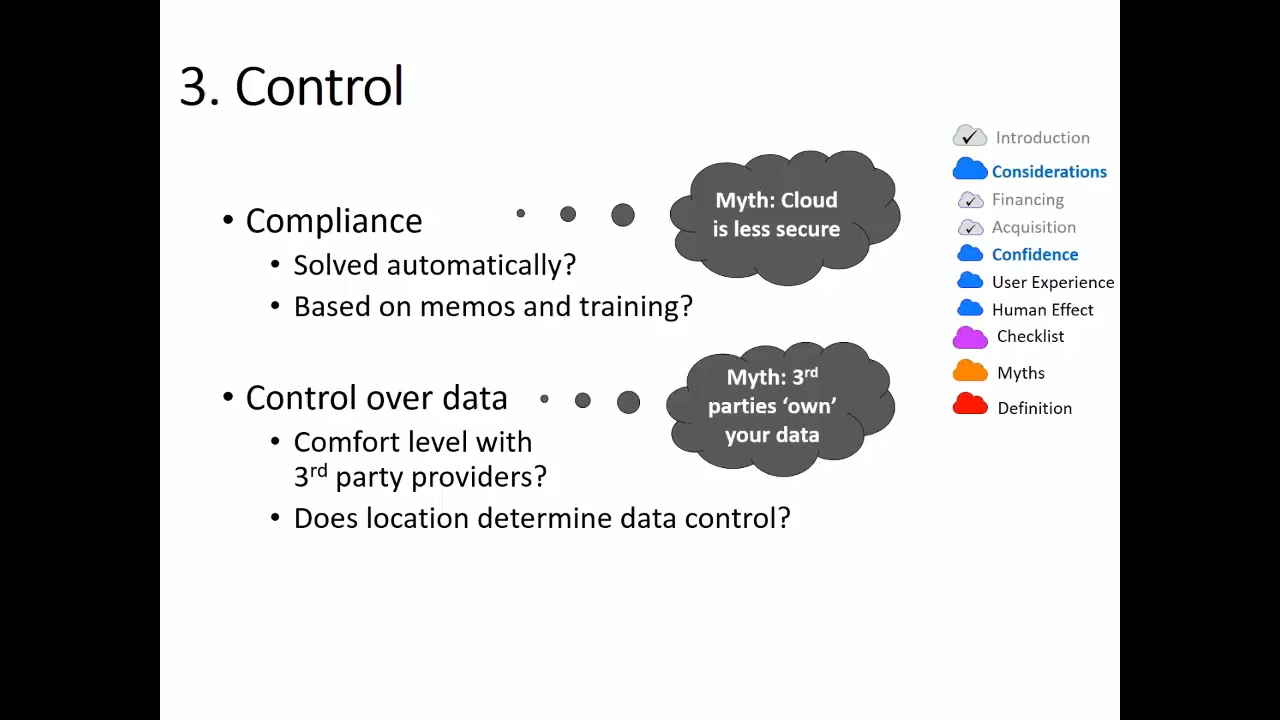 3. Control
• Compliance
• Solved automatically?
• Based on memos and training?
Myth: Cloud
is less secure
• Control over data
• Comfort level with
3rd party providers?
• Does location determine data control?
Myth: 3rd
parties ‘own’
your data
Introduction
Considerations
Financing
Acquisition
Confidence
User Experience
Human Effect
Checklist
Myths
Definition